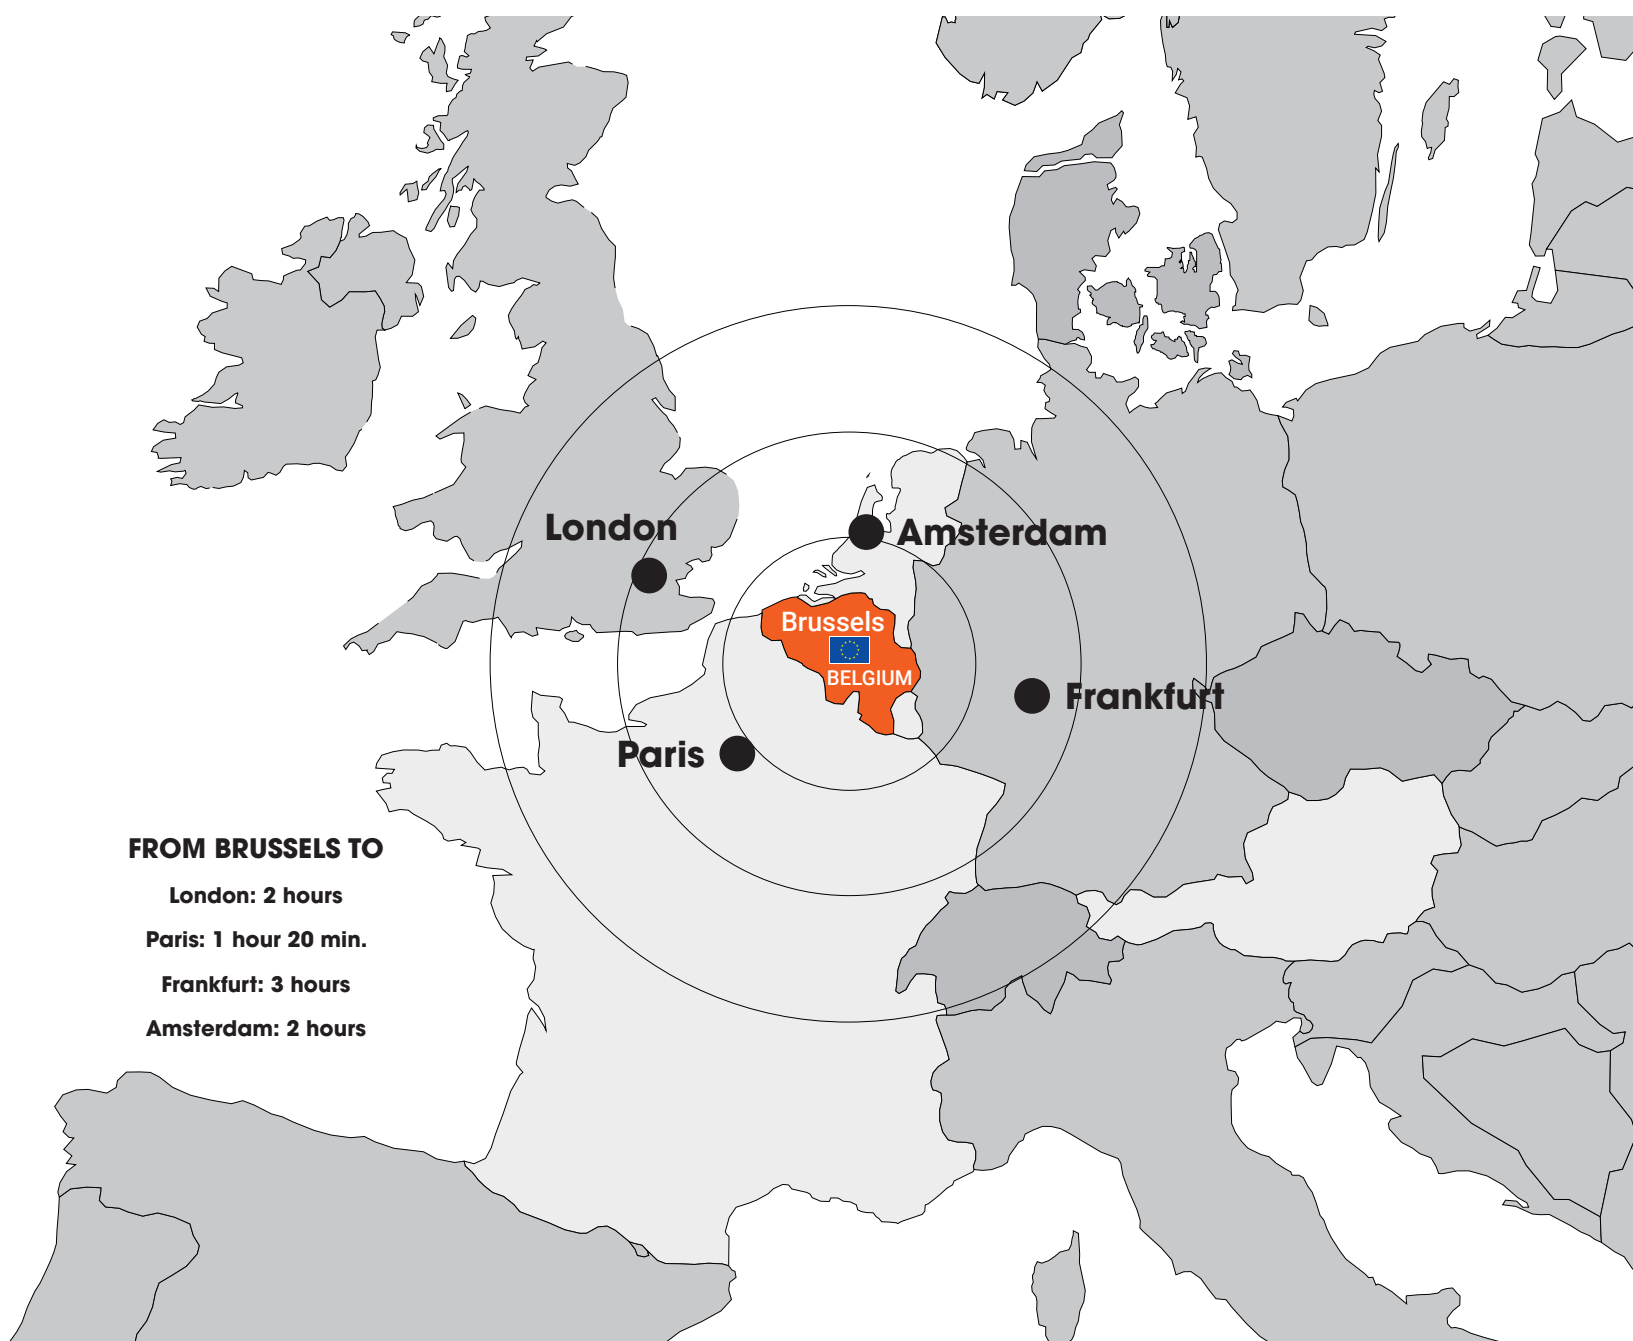 London
Amsterdam
Brussels
BELGIUM
Frankfurt
Paris
FROM BRUSSELS TO
London: 2 hours
Paris: 1 hour 20 min.
Frankfurt: 3 hours
Amsterdam: 2 hours